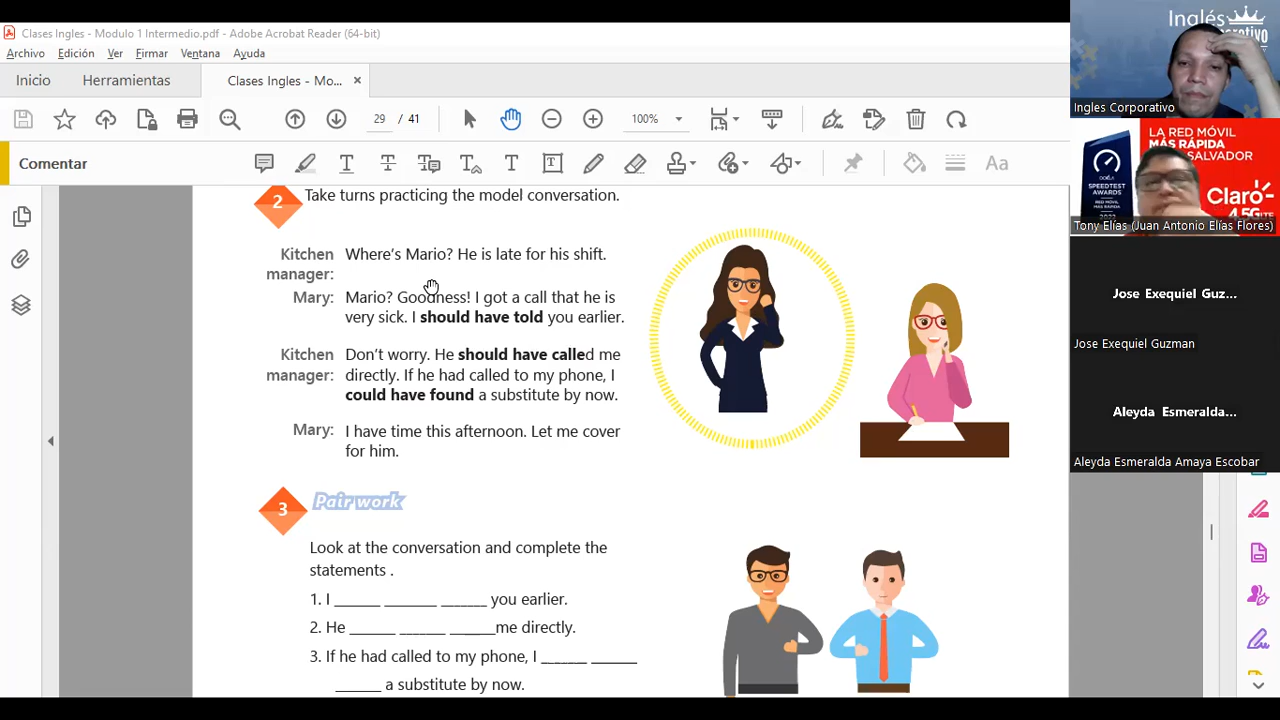 Clases Ingles - Modulo 1 Intermedio.pdf - Adobe Acrobat Reader (64-bit)
Archivo Edición Ver Firmar Ventana Ayuda
Inicio Herramientas Clases Ingles - Mo... ×
29 / 41 100%
Comentar
2 Take turns practicing the model conversation.
Kitchen manager: Where's Mario? He is late for his shift.
Mary: Mario? Goodness! I got a call that he is
very sick. I should have told you earlier.
Kitchen manager: Don't worry. He should have called me
directly. If he had called to my phone, I
could have found a substitute by now.
Mary: I have time this afternoon. Let me cover
for him.
3 Pair work
Look at the conversation and complete the
statements .
1. I ______ _______ ______ you earlier.
2. He ______ ______ ______me directly.
3. If he had called to my phone, I ______ ______
______ a substitute by now.
Inglés
Ingles Corporativo
LA RED MÓVIL
MÁS RÁPIDA
SALVADOR
SPEEDTEST
AWARDS
Claro
4.5G
Tony Elías (Juan Antonio Elías Flores)
Jose Exequiel Guz...
Jose Exequiel Guzman
Aleyda Esmeralda...
Aleyda Esmeralda Amaya Escobar